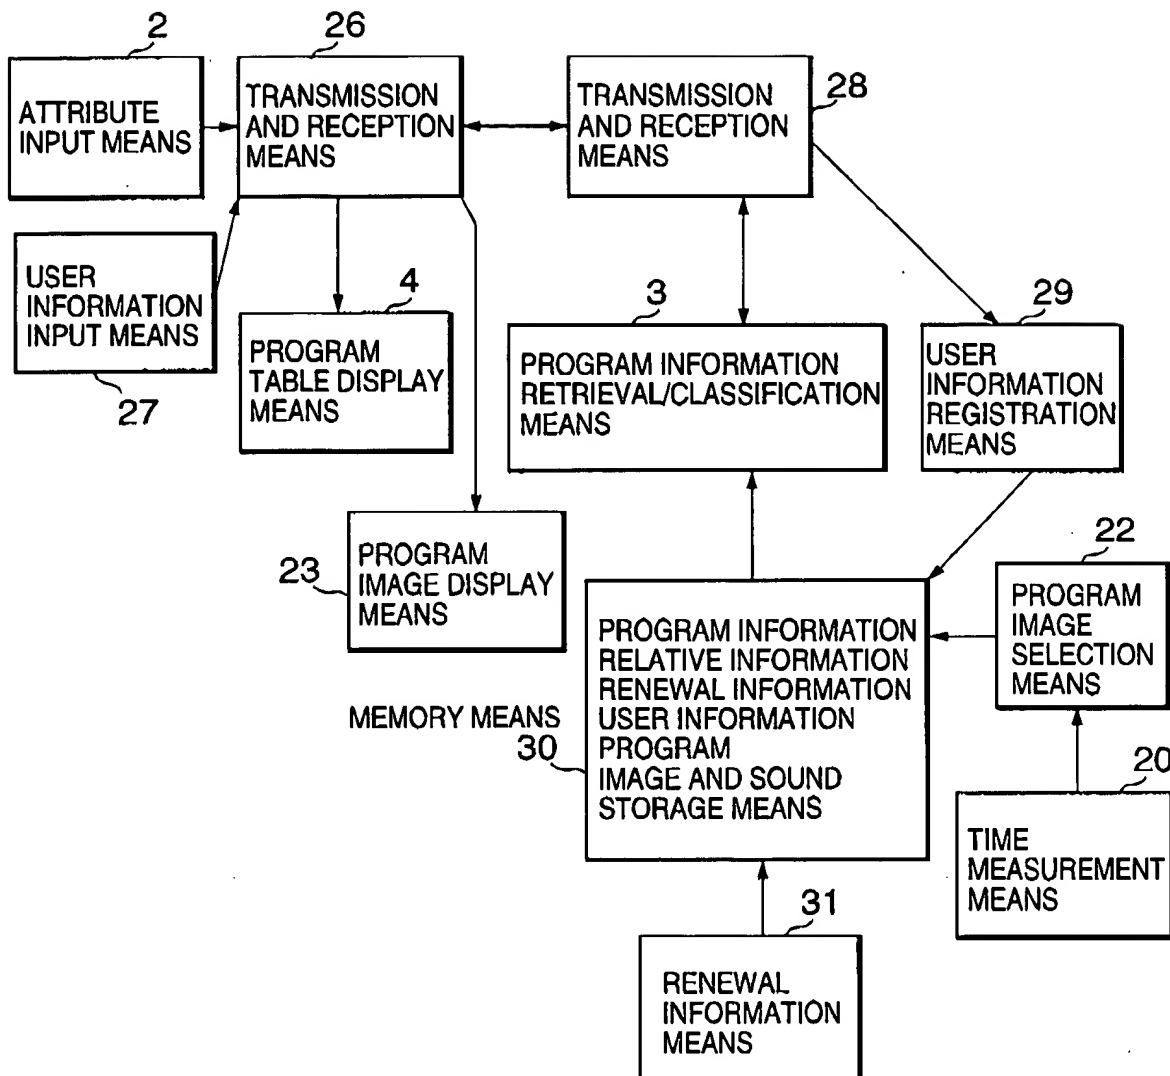 2
ATTRIBUTE
INPUT MEANS
26
TRANSMISSION
AND RECEPTION
MEANS
TRANSMISSION
AND RECEPTION
MEANS
28
USER
INFORMATION
INPUT MEANS
27
4
PROGRAM
TABLE DISPLAY
MEANS
3
PROGRAM INFORMATION
RETRIEVAL/CLASSIFICATION
MEANS
29
USER
INFORMATION
REGISTRATION
MEANS
23
PROGRAM
IMAGE DISPLAY
MEANS
MEMORY MEANS
30
PROGRAM INFORMATION
RELATIVE INFORMATION
RENEWAL INFORMATION
USER INFORMATION
PROGRAM
IMAGE AND SOUND
STORAGE MEANS
22
PROGRAM
IMAGE
SELECTION
MEANS
20
TIME
MEASUREMENT
MEANS
31
RENEWAL
INFORMATION
MEANS